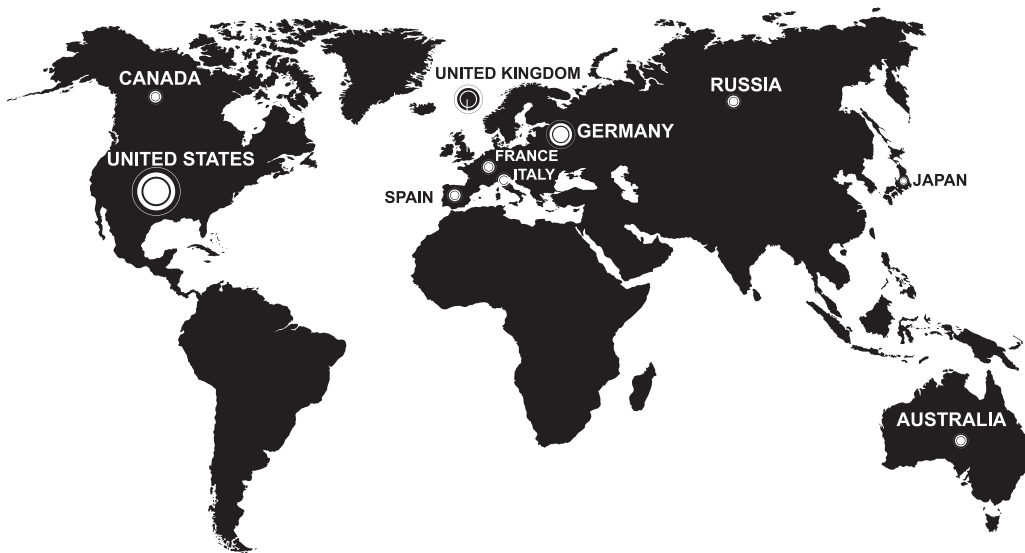 UNITED KINGDOM
CANADA
RUSSIA
GERMANY
UNITED STATES
FRANCE
ITALY
JAPAN
SPAIN
AUSTRALIA